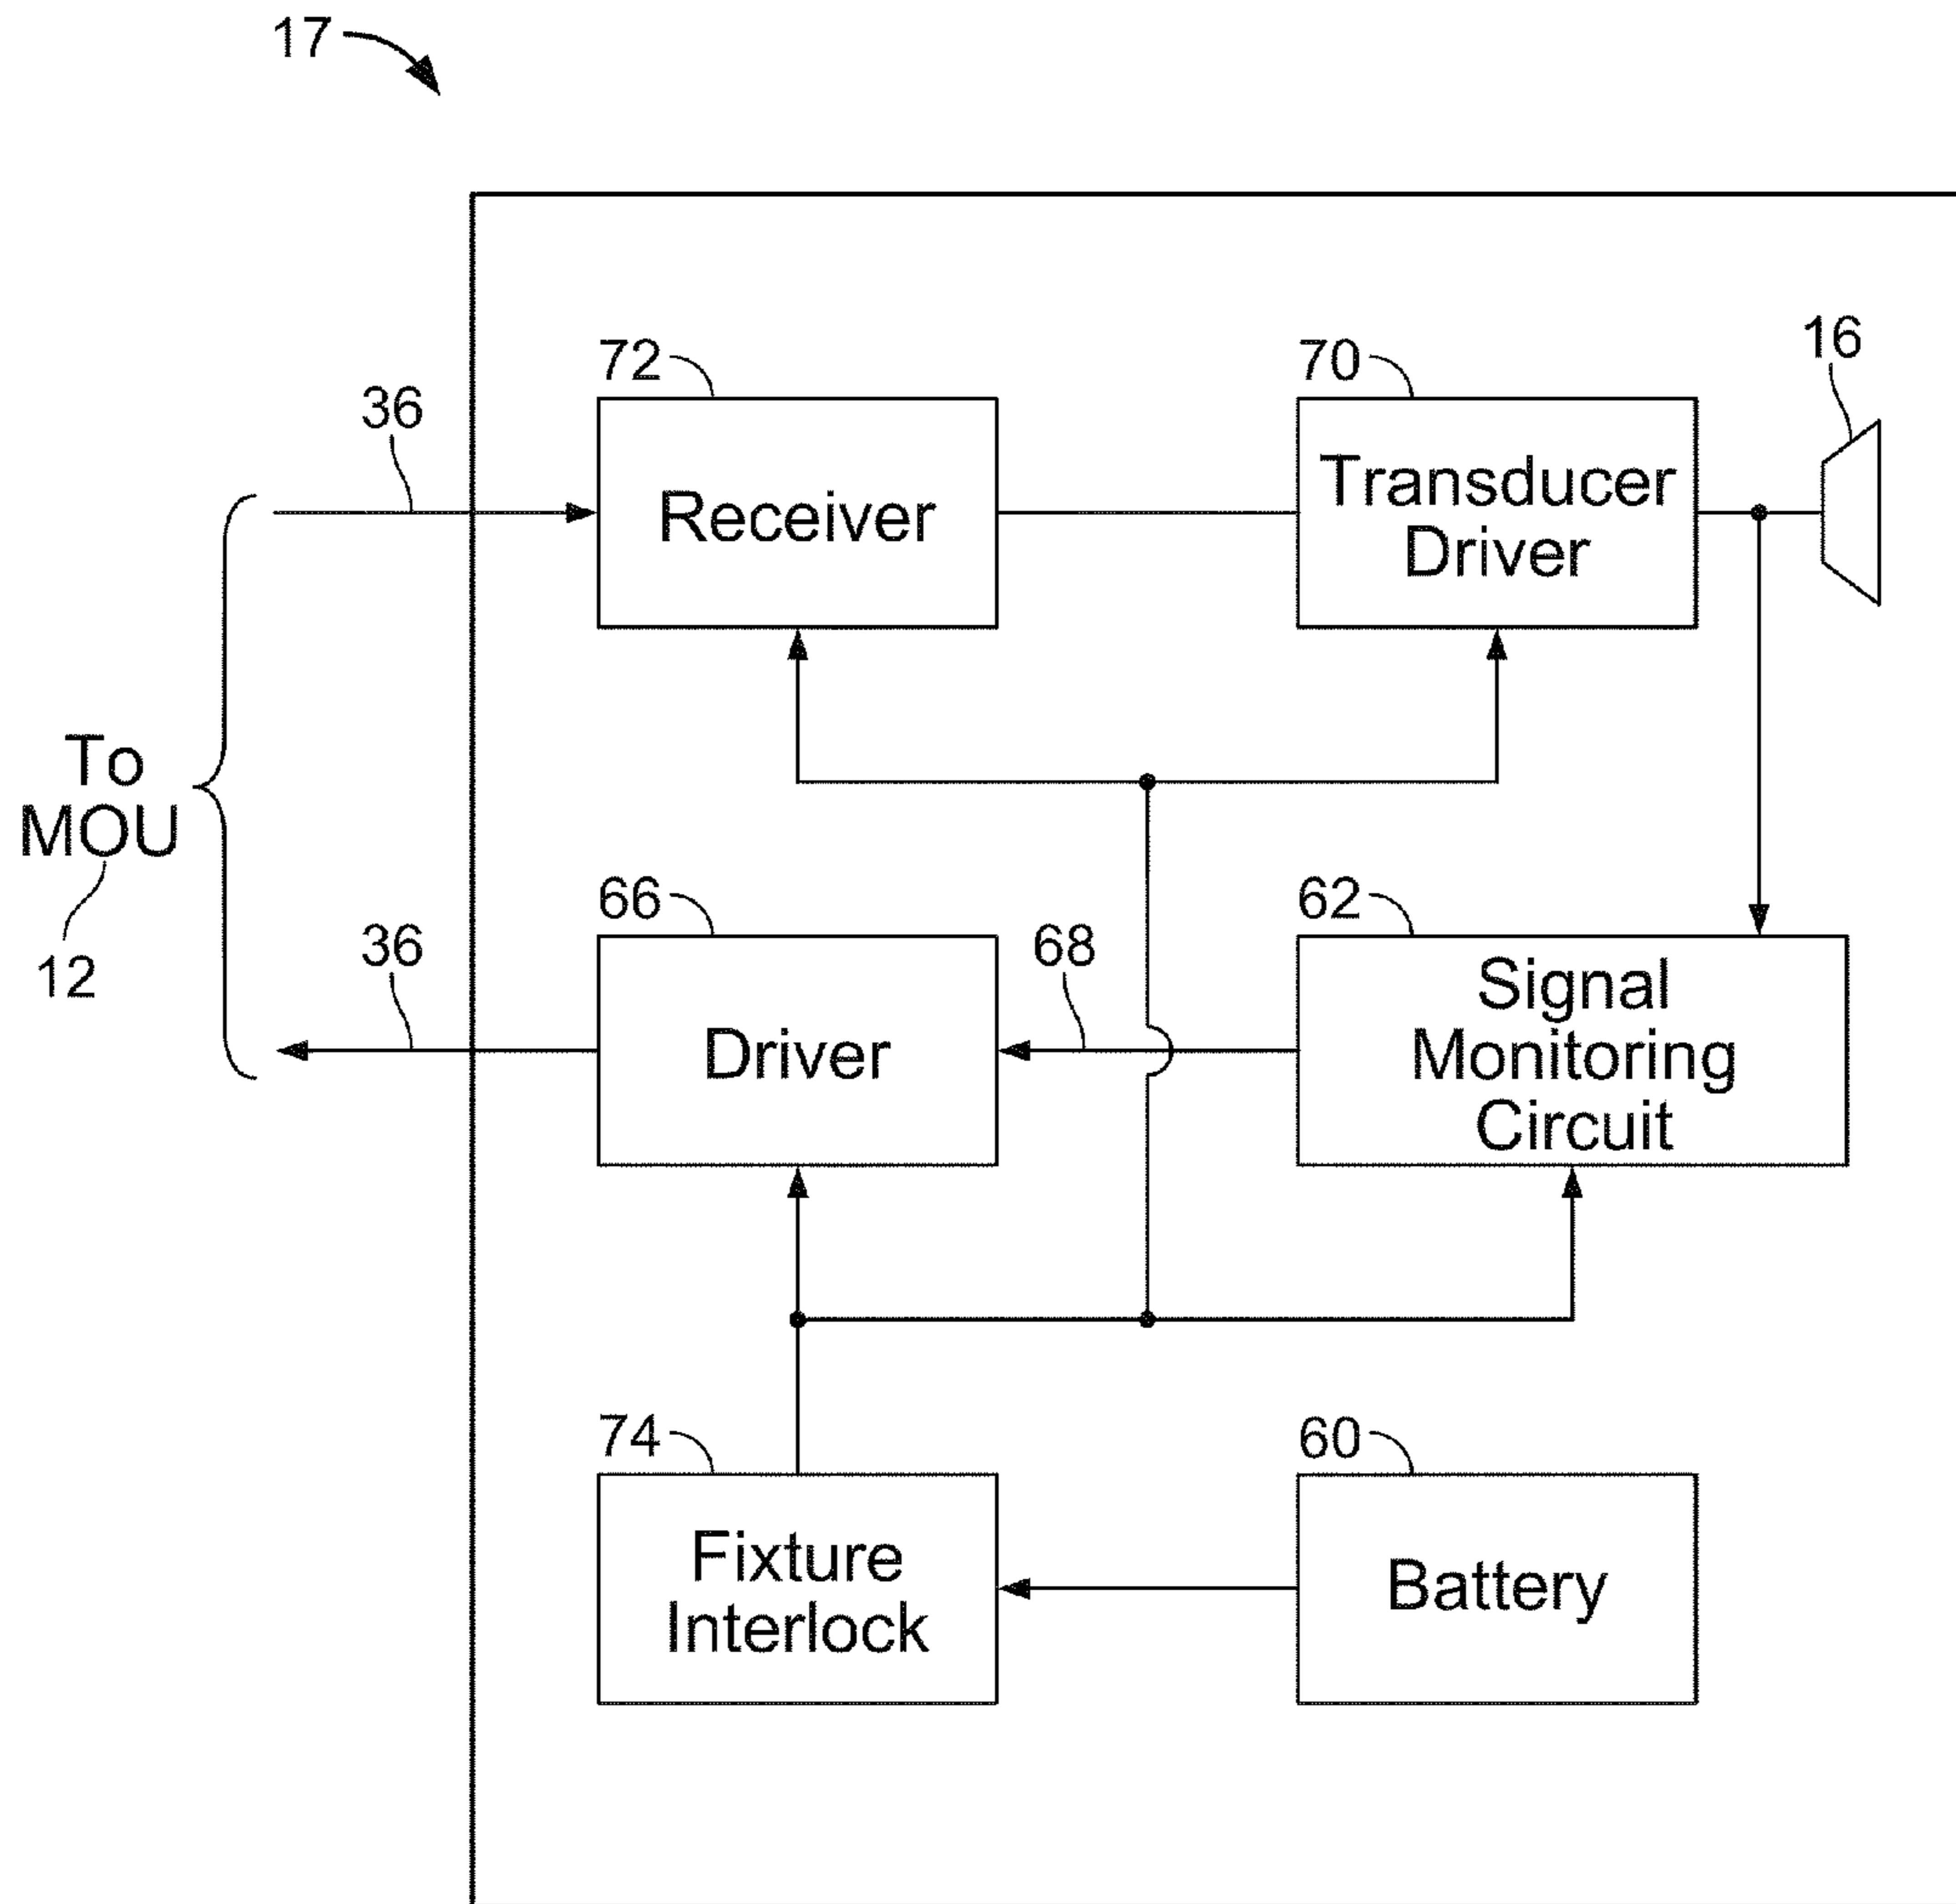 17
16
72
70
36
Receiver
Transducer
Driver
To
MOU
12
66
68
62
36
Driver
Signal
Monitoring
Circuit
74
60
Fixture
Interlock
Battery